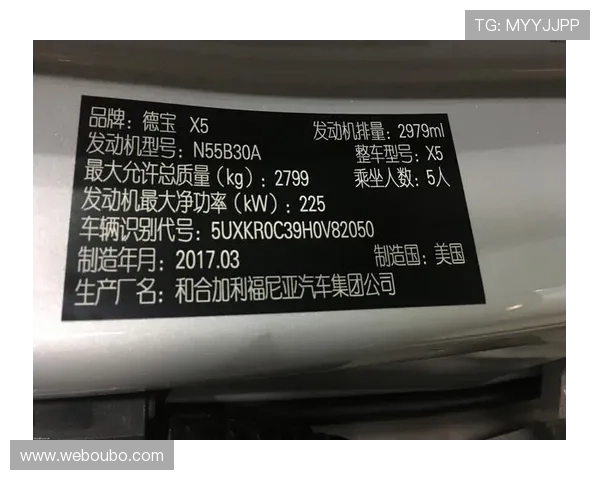 TG: MYYJJPP
品牌: 德宝 X5 发动机排量: 2979ml
发动机型号: N55B30A 整车型号: X5
最大允许总质量 (kg): 2799 乘坐人数: 5人
发动机最大净功率 (kW): 225
车辆识别代号: 5UXKR0C39H0V82050
制造年月: 2017.03 制造国: 美国
生产厂名: 和合加利福尼亚汽车集团公司
www.weboubo.com